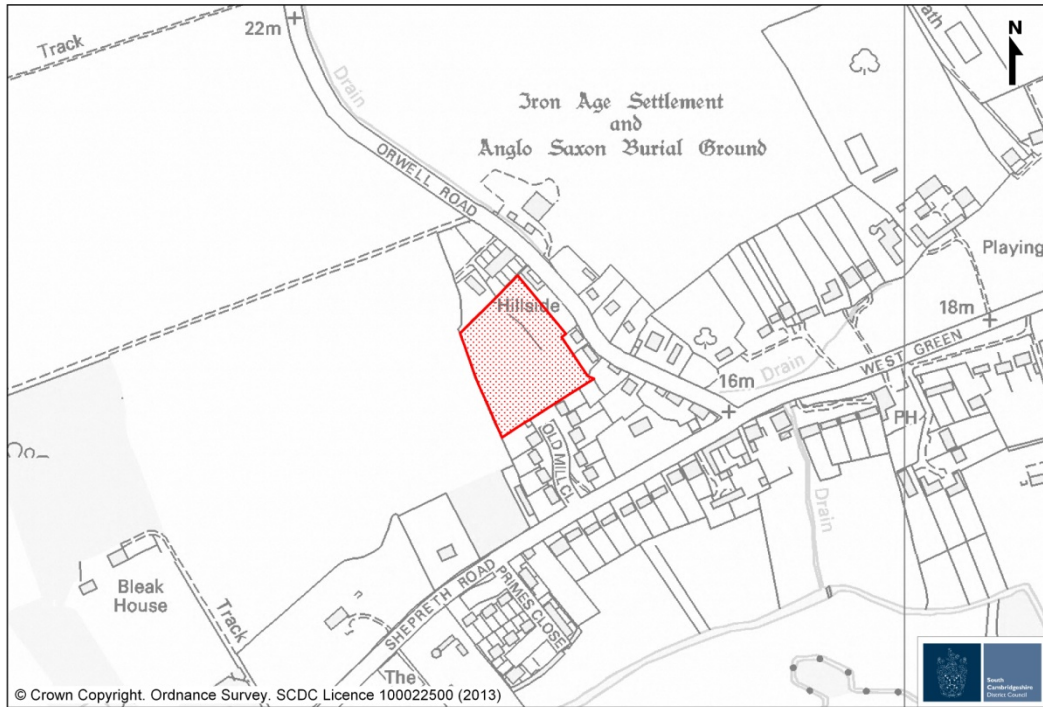 Track
22m
N
Drain
Iron Age Settlement
and
Anglo Saxon Burial Ground
ORWELL ROAD
Playing
Hillside
18m
WEST GREEN
16m
Drain
PH
OLD MILL CL
Drain
SHEPRETH ROAD
PRIMES CLOSE
Bleak
House
Track
The
© Crown Copyright. Ordnance Survey. SCDC Licence 100022500 (2013)
South
Cambridgeshire
District Council